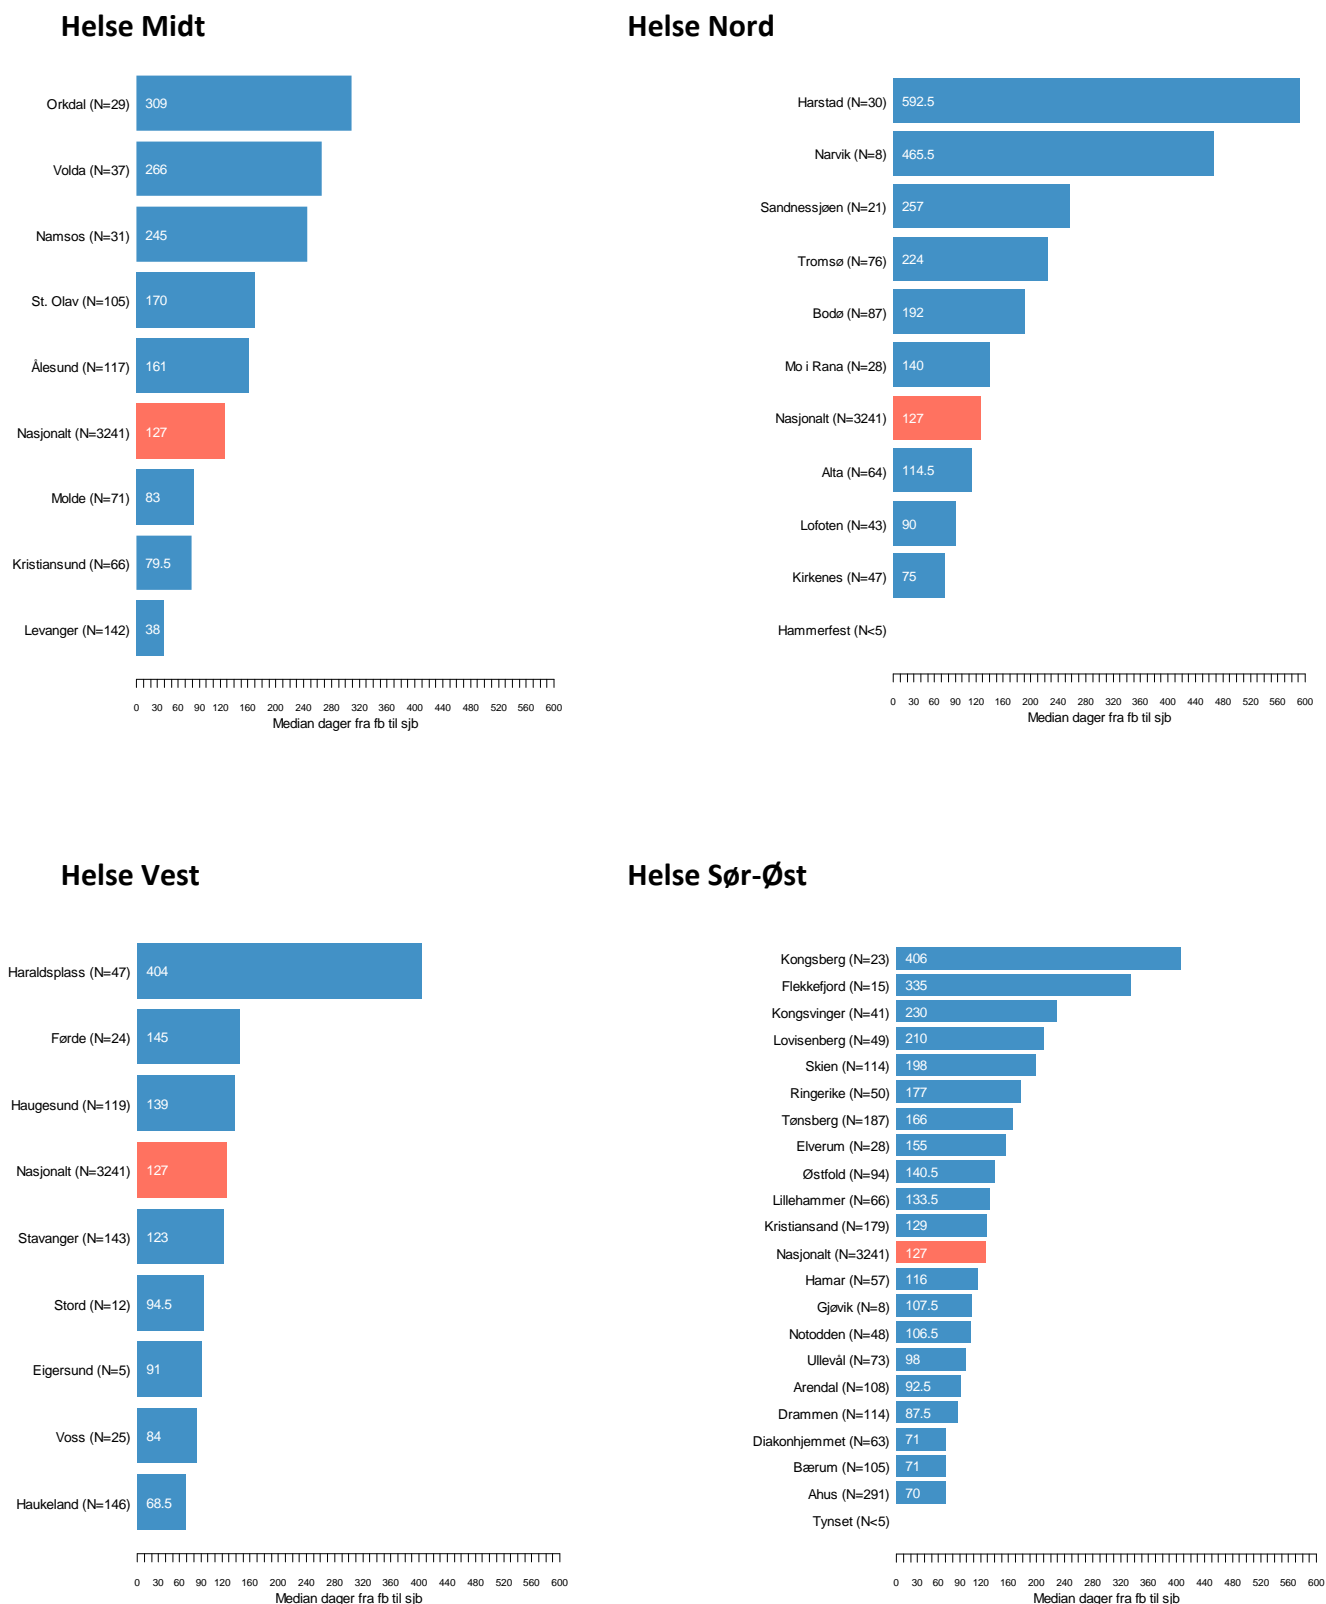 Helse Midt
Orkdal (N=29) 309
Volda (N=37) 266
Namsos (N=31) 245
St. Olav (N=105) 170
Ålesund (N=117) 161
Nasjonalt (N=3241) 127
Molde (N=71) 83
Kristiansund (N=66) 79.5
Levanger (N=142) 38
0 30 60 90 120 160 200 240 280 320 360 400 440 480 520 560 600
Median dager fra fb til sjb
Helse Nord
Harstad (N=30) 592.5
Narvik (N=8) 465.5
Sandnessjøen (N=21) 257
Tromsø (N=76) 224
Bodø (N=87) 192
Mo i Rana (N=28) 140
Nasjonalt (N=3241) 127
Alta (N=64) 114.5
Lofoten (N=43) 90
Kirkenes (N=47) 75
Hammerfest (N<5)
0 30 60 90 120 160 200 240 280 320 360 400 440 480 520 560 600
Median dager fra fb til sjb
Helse Vest
Haraldsplass (N=47) 404
Førde (N=24) 145
Haugesund (N=119) 139
Nasjonalt (N=3241) 127
Stavanger (N=143) 123
Stord (N=12) 94.5
Eigersund (N=5) 91
Voss (N=25) 84
Haukeland (N=146) 68.5
0 30 60 90 120 160 200 240 280 320 360 400 440 480 520 560 600
Median dager fra fb til sjb
Helse Sør-Øst
Kongsberg (N=23) 406
Flekkefjord (N=15) 335
Kongsvinger (N=41) 230
Lovisenberg (N=49) 210
Skien (N=114) 198
Ringerike (N=50) 177
Tønsberg (N=187) 166
Elverum (N=28) 155
Østfold (N=94) 140.5
Lillehammer (N=66) 133.5
Kristiansand (N=179) 129
Nasjonalt (N=3241) 127
Hamar (N=57) 116
Gjøvik (N=8) 107.5
Notodden (N=48) 106.5
Ullevål (N=73) 98
Arendal (N=108) 92.5
Drammen (N=114) 87.5
Diakonhjemmet (N=63) 71
Bærum (N=105) 71
Ahus (N=291) 70
Tynset (N<5)
0 30 60 90 120 160 200 240 280 320 360 400 440 480 520 560 600
Median dager fra fb til sjb